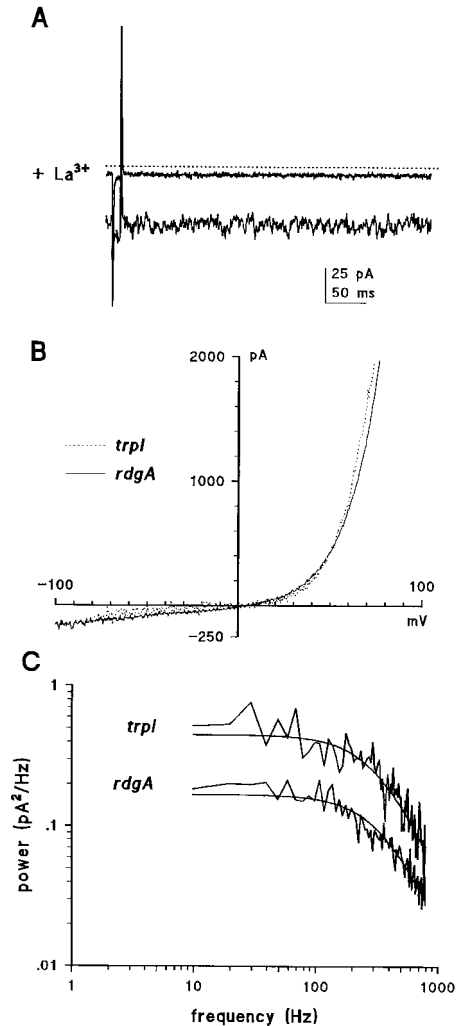 A
+ La³⁺
25 pA
50 ms
B
2000
pA
trpl
rdgA
1000
-100
100
mV
-250
C
1
trpl
rdgA
.1
.01
power (pA²/Hz)
1
10
100
1000
frequency (Hz)